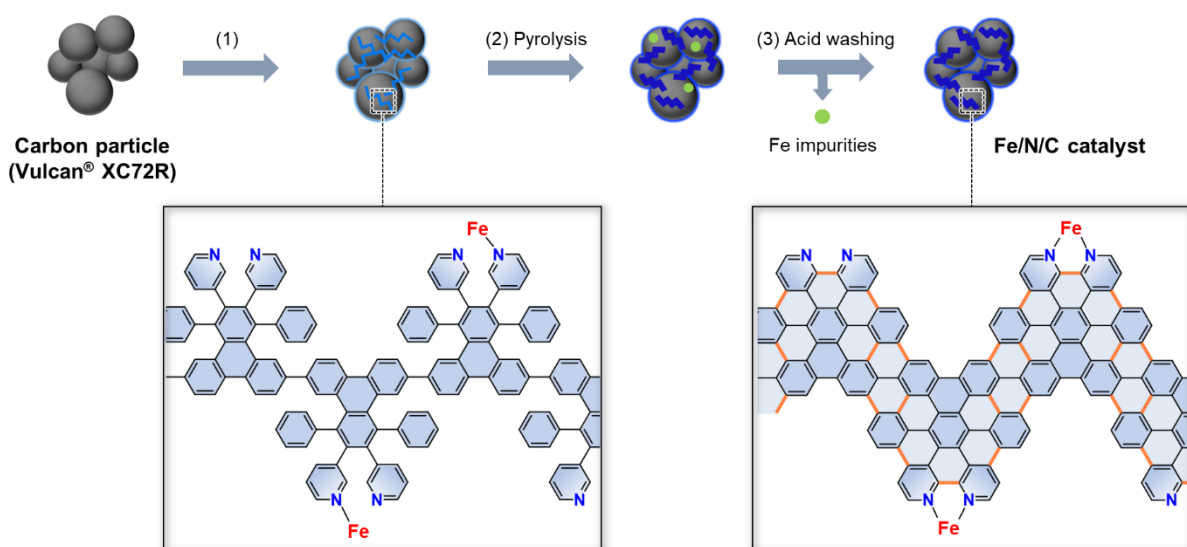 (1)
(2) Pyrolysis
(3) Acid washing
Fe impurities
Carbon particle
(Vulcan® XC72R)
Fe/N/C catalyst
Fe
N
N
N
N
N
N
N
Fe
Fe
N
N
N
N
N
N
N
Fe